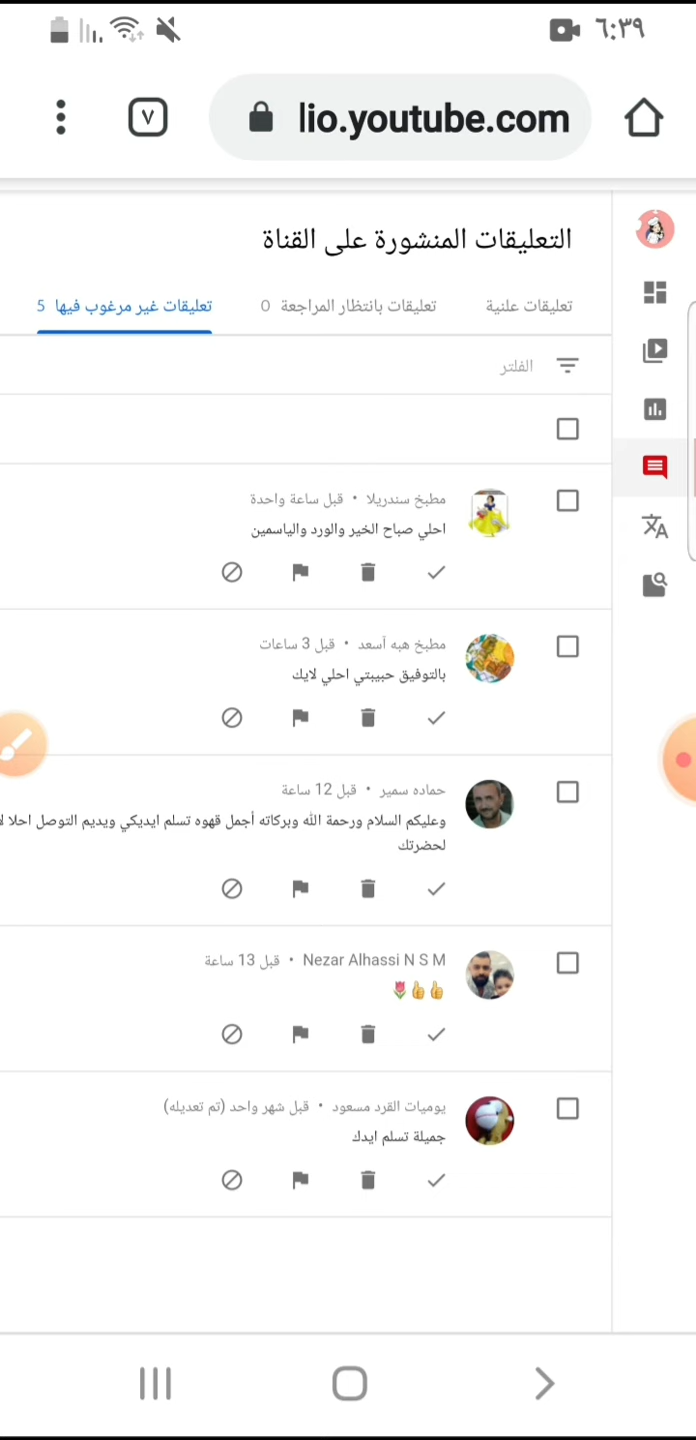 ٦:٣٩
lio.youtube.com
٧
التعليقات المنشورة على القناة
تعليقات علنية
تعليقات بانتظار المراجعة 0
تعليقات غير مرغوب فيها 5
الفلتر
مطبخ سندريلا • قبل ساعة واحدة
احلي صباح الخير والورد والياسمين
مطبخ هبه آسعد • قبل 3 ساعات
بالتوفيق حبيبتي احلي لايك
حماده سمير • قبل 12 ساعة
وعليكم السلام ورحمة الله وبركاته أجمل قهوه تسلم ايديكي ويديم التوصل احلا
لحضرتك
Nezar Alhassi N S M • قبل 13 ساعة
يوميات القرد مسعود • قبل شهر واحد (تم تعديله)
جميلة تسلم ايدك